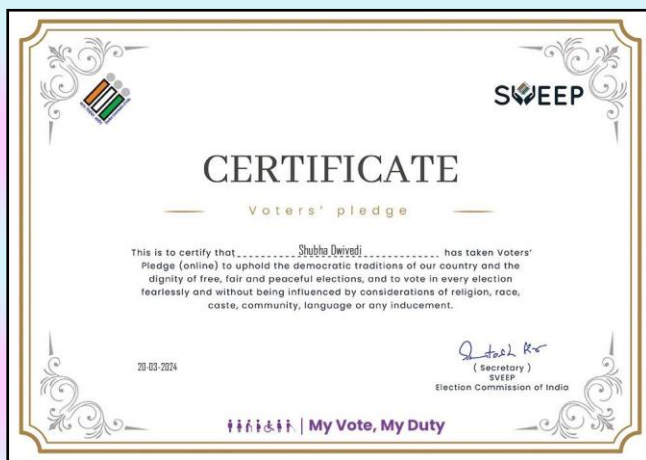 SVEEP
CERTIFICATE
Voters' pledge
This is to certify that Shubha Dwivedi has taken Voters'
Pledge (online) to uphold the democratic traditions of our country and the
dignity of free, fair and peaceful elections, and to vote in every election
fearlessly and without being influenced by considerations of religion, race,
caste, community, language or any inducement.
20-03-2024
( Secretary )
SVEEP
Election Commission of India
My Vote, My Duty